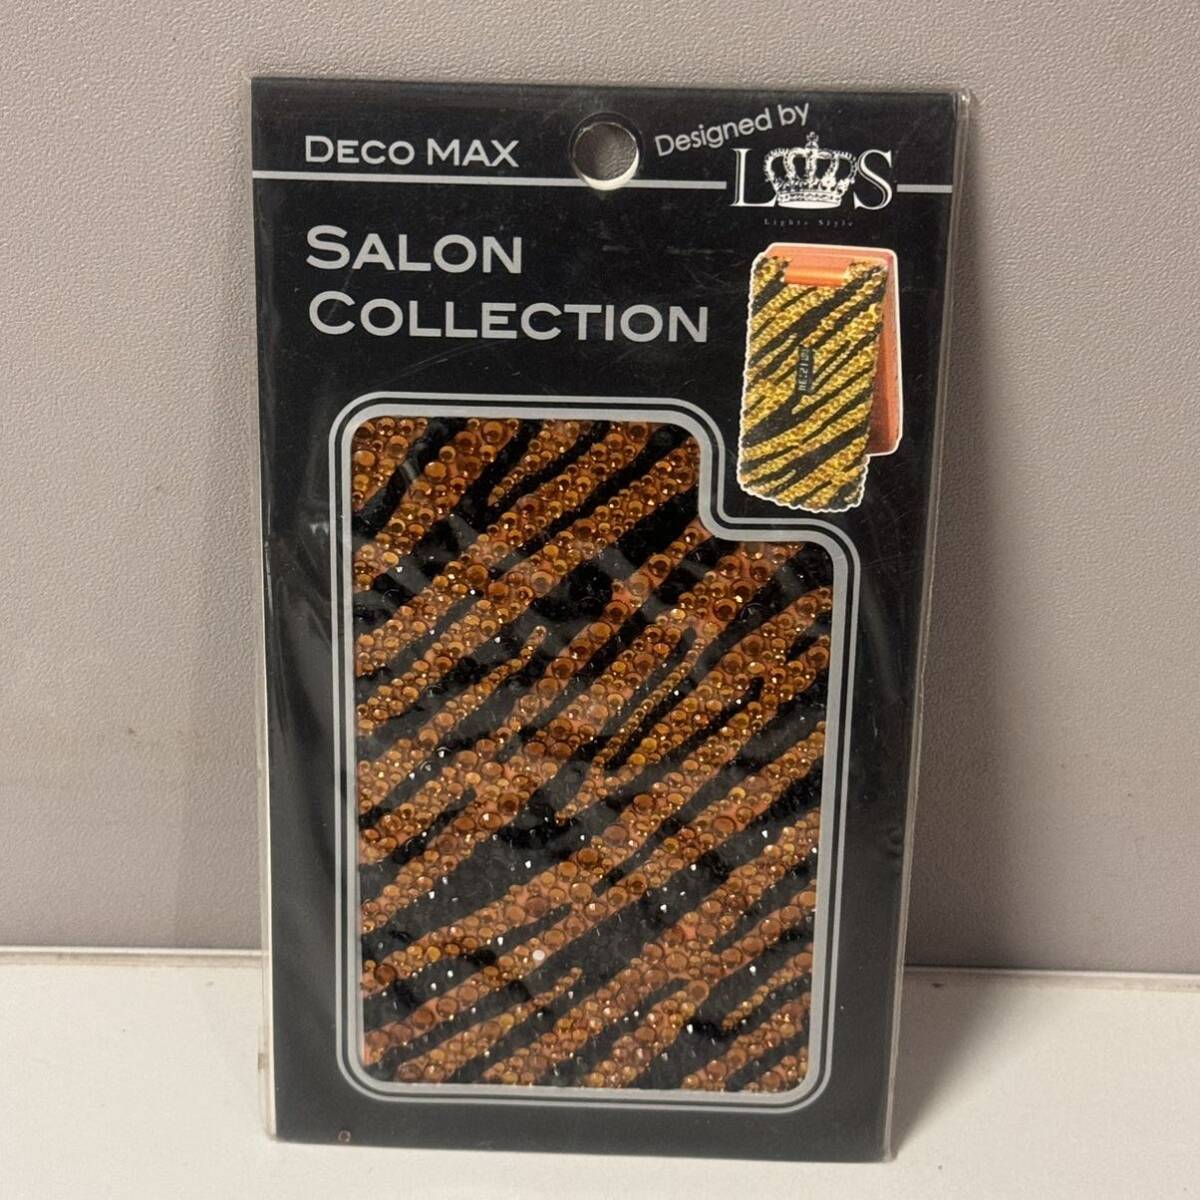 DECO MAX
Designed by
LS
Lights Style
SALON
COLLECTION